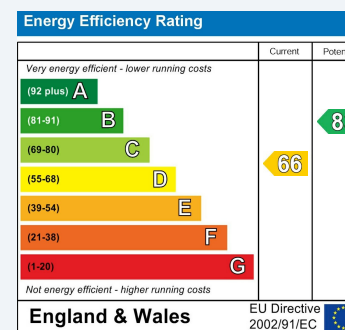 Energy Efficiency Rating
Current
Very energy efficient - lower running costs
(92 plus) A
(81-91) B
(69-80) C
66
(55-68) D
(39-54) E
(21-38) F
(1-20) G
Not energy efficient - higher running costs
England & Wales
EU Directive
2002/91/EC